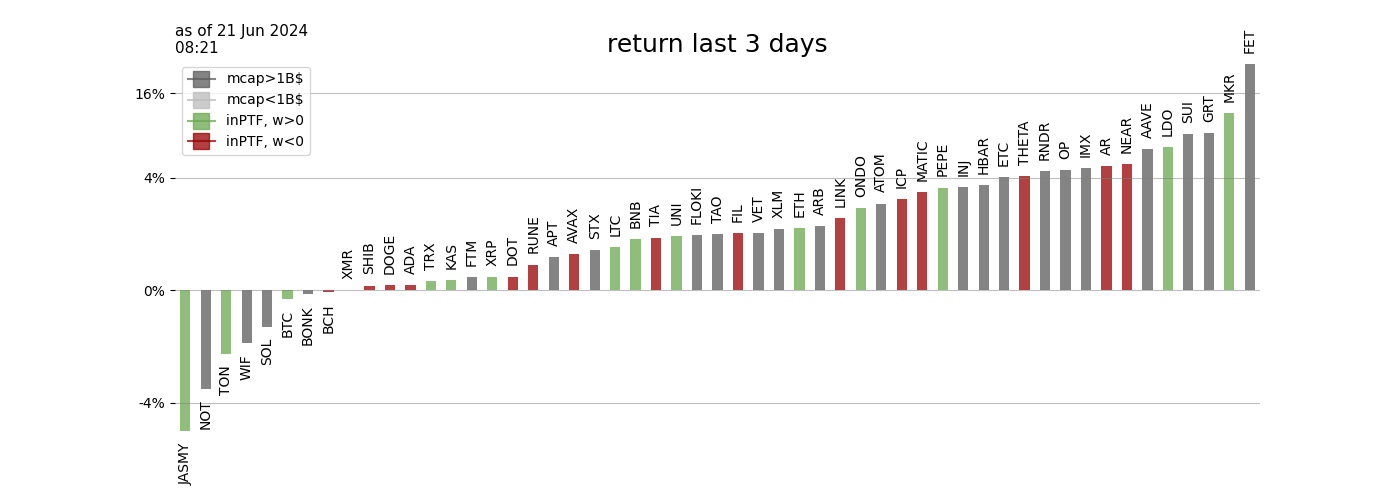 as of 21 Jun 2024
08:21
return last 3 days
mcap>1B$
mcap<1B$
inPTF, w>0
inPTF, w<0
16%
4%
0%
-4%
JASMY
NOT
TON
WIF
SOL
BTC
BONK
BCH
XMR
SHIB
DOGE
ADA
TRX
KAS
FTM
XRP
DOT
RUNE
APT
AVAX
STX
LTC
BNB
TIA
UNI
FLOKI
TAO
FIL
VET
XLM
ETH
ARB
LINK
ONDO
ATOM
ICP
MATIC
PEPE
INJ
HBAR
ETC
THETA
RNDR
OP
IMX
AR
NEAR
AAVE
LDO
SUI
GRT
MKR
FET